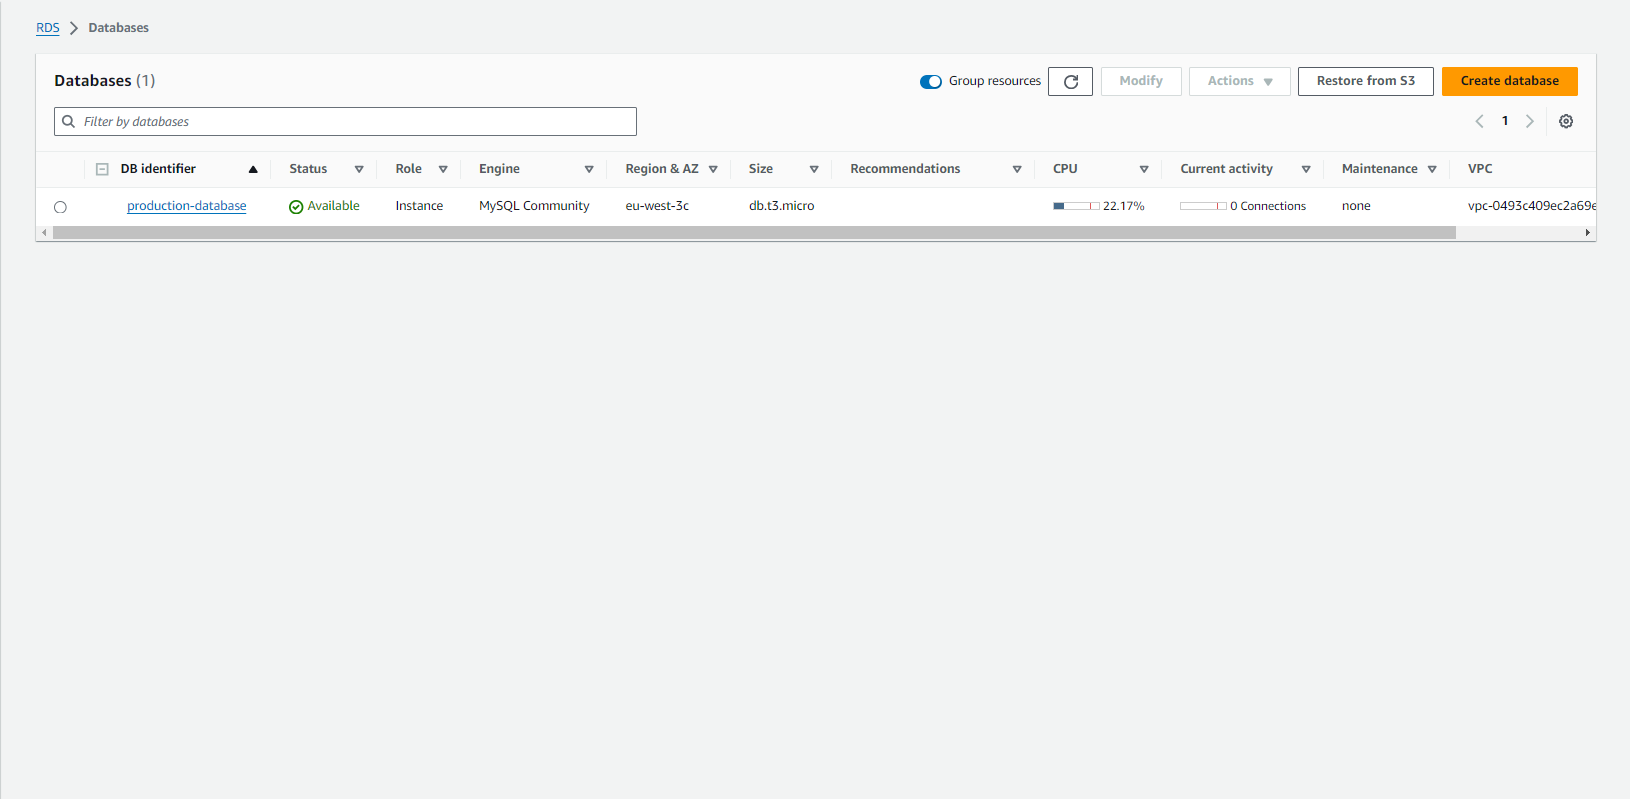 RDS > Databases
Databases (1)
Group resources
Modify
Actions
Restore from S3
Create database
Filter by databases
1
DB identifier Status Role Engine Region & AZ Size Recommendations CPU Current activity Maintenance VPC
production-database Available Instance MySQL Community eu-west-3c db.t3.micro 22.17% 0 Connections none vpc-0493c409ec2a69e